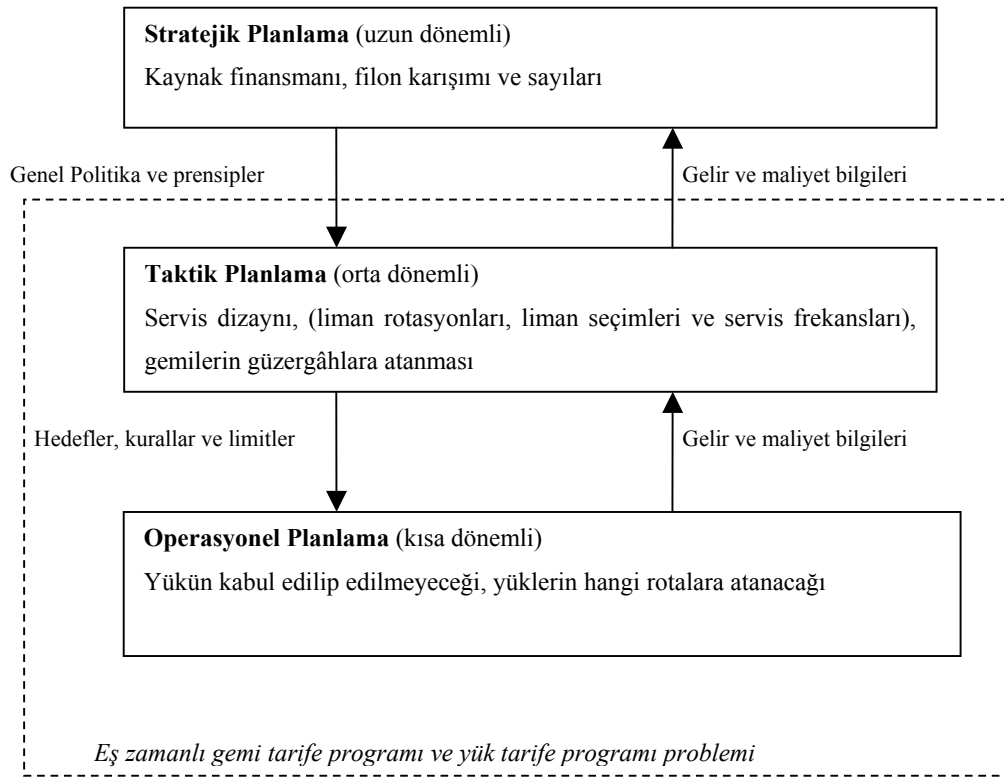 Stratejik Planlama (uzun dönemli)
Kaynak finansmanı, filon karışımı ve sayıları
Genel Politika ve prensipler
Gelir ve maliyet bilgileri
Taktik Planlama (orta dönemli)
Servis dizaynı, (liman rotasyonları, liman seçimleri ve servis frekansları),
gemilerin güzergâhlara atanması
Hedefler, kurallar ve limitler
Gelir ve maliyet bilgileri
Operasyonel Planlama (kısa dönemli)
Yükün kabul edilip edilmeyeceği, yüklerin hangi rotalara atanacağı
Eş zamanlı gemi tarife programı ve yük tarife programı problemi